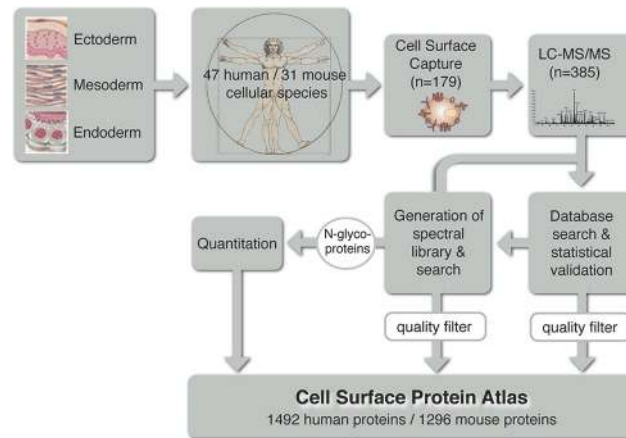 Ectoderm
Mesoderm
Endoderm
47 human / 31 mouse
cellular species
Cell Surface
Capture
(n=179)
LC-MS/MS
(n=385)
Quantitation
N-glyco-
proteins
Generation of
spectral
library &
search
Database
search &
statistical
validation
quality filter
quality filter
Cell Surface Protein Atlas
1492 human proteins / 1296 mouse proteins